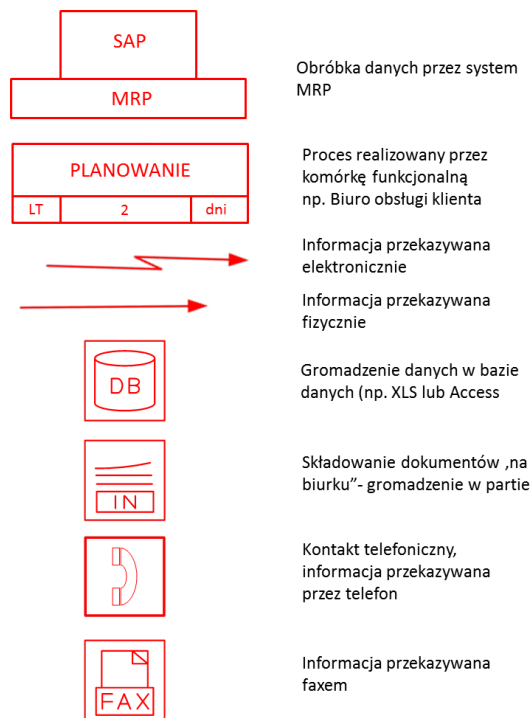 SAP
MRP
Obróbka danych przez system
MRP
PLANOWANIE
LT 2 dni
Proces realizowany przez
komórkę funkcjonalną
np. Biuro obsługi klienta
Informacja przekazywana
elektronicznie
Informacja przekazywana
fizycznie
DB
Gromadzenie danych w bazie
danych (np. XLS lub Access
IN
Składowanie dokumentów „na
biurku”- gromadzenie w partie
Kontakt telefoniczny,
informacja przekazywana
przez telefon
FAX
Informacja przekazywana
faxem